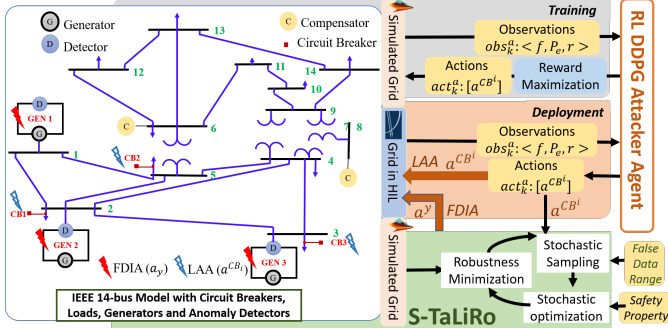 G Generator
D Detector
C Compensator
Circuit Breaker
13
12
11
14
10
9
6
C
7 8
C
D
GEN 1
G
1
CB2
5
4
CB1
2
3
CB3
D
GEN 2
G
D
GEN 3
G
FDIA (a_y)
LAA (a^{CB_i})
IEEE 14-bus Model with Circuit Breakers,
Loads, Generators and Anomaly Detectors
Simulated Grid
Training
Observations
obs_k^a: < f, P_e, r >
Actions
act_k^a: [a^{CB^i}]
Reward
Maximization
Grid in HIL
Deployment
Observations
obs_k^a: < f, P_e, r >
LAA a^{CB^i}
Actions
act_k^a: [a^{CB^i}]
a^y FDIA
a^{CB^i}
RL DDPG Attacker
Agent
Simulated Grid
Robustness
Minimization
Stochastic
Sampling
Stochastic
optimization
False
Data
Range
Safety
Property
S-TaLiRo